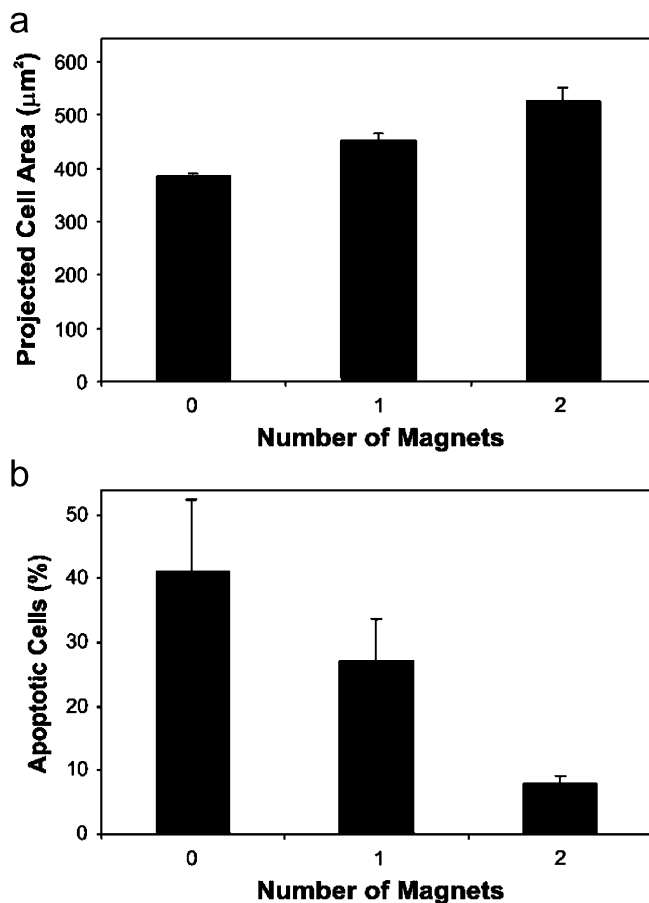 a
Projected Cell Area (μm²)
600
500
400
300
200
100
0
0 1 2
Number of Magnets
b
Apoptotic Cells (%)
50
40
30
20
10
0
0 1 2
Number of Magnets